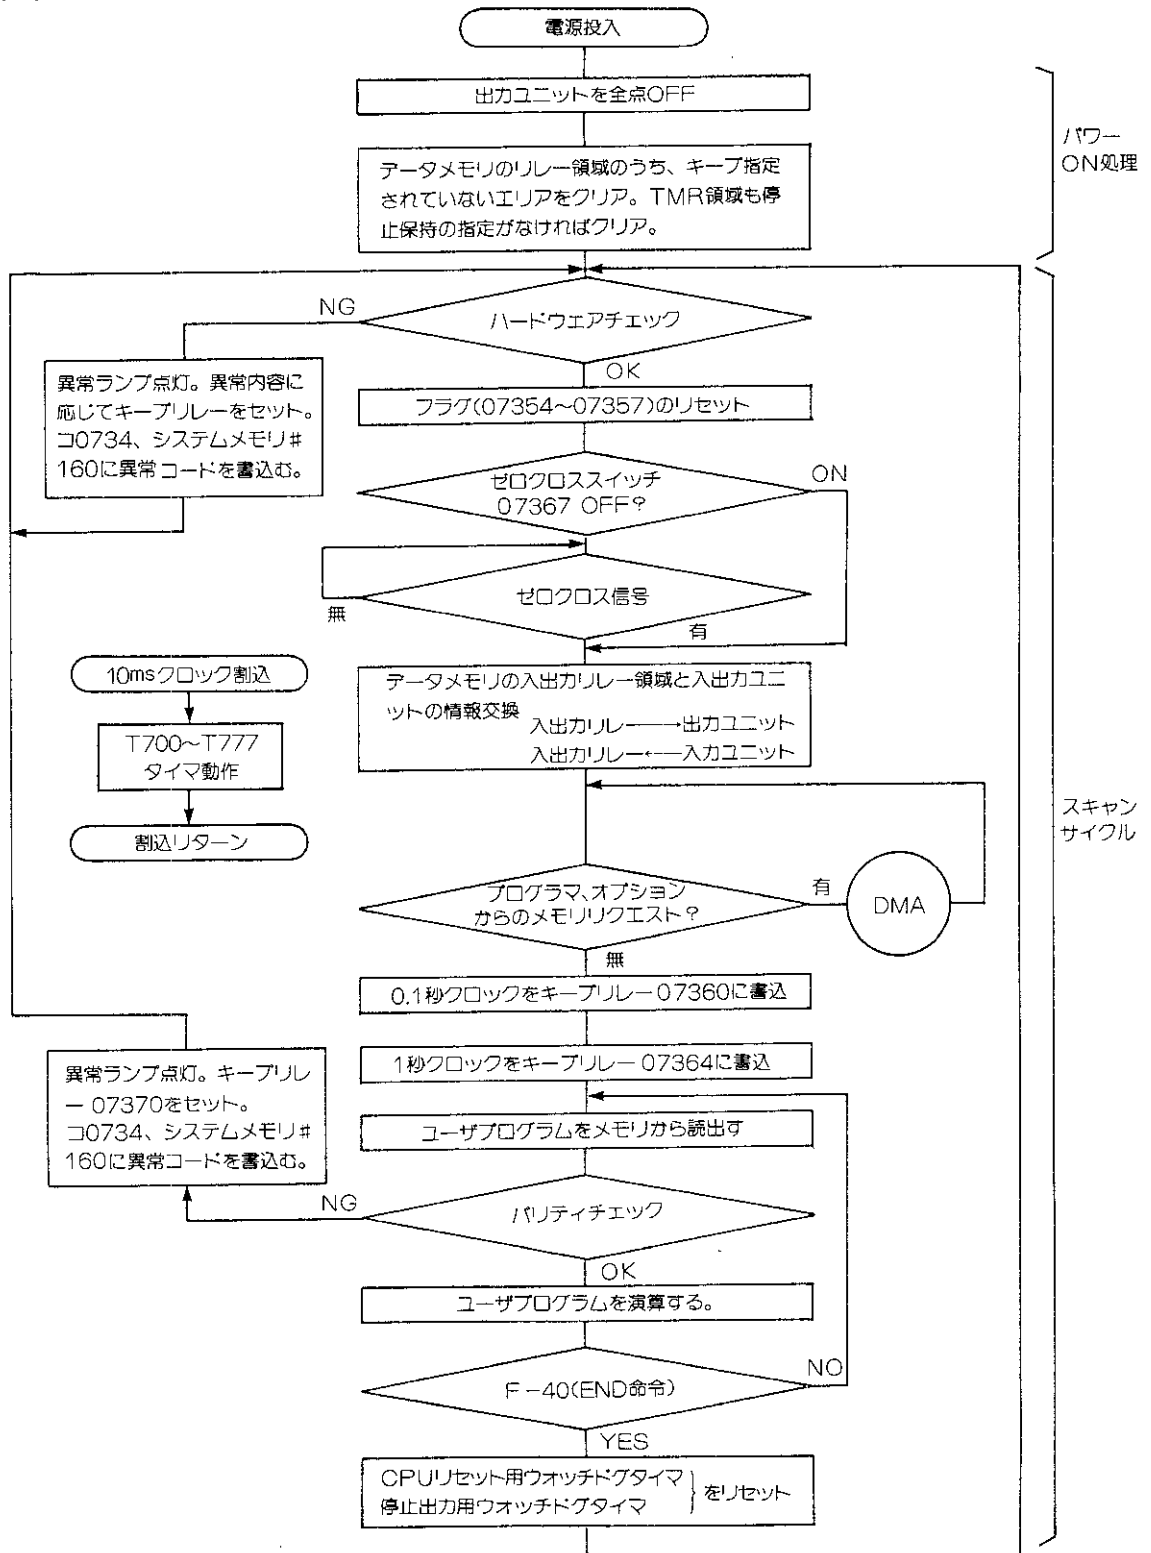 電源投入
出力ユニットを全点OFF
データメモリのリレー領域のうち、キープ指定
されていないエリアをクリア。TMR領域も停
止保持の指定がなければクリア。
パワー
ON処理
ハードウェアチェック
NG
OK
異常ランプ点灯。異常内容に
応じてキープリレーをセット。
コ0734、システムメモリ#
160に異常コードを書込む。
フラグ(07354〜07357)のリセット
ゼロクロススイッチ
07367 OFF?
ON
ゼロクロス信号
無
有
10msクロック割込
T700〜T777
タイマ動作
割込リターン
データメモリの入出力リレー領域と入出力ユニ
ットの情報交換
入出力リレー──→出力ユニット
入出力リレー←──入力ユニット
スキャン
サイクル
プログラマ、オプション
からのメモリリクエスト?
有
DMA
無
0.1秒クロックをキープリレー07360に書込
1秒クロックをキープリレー07364に書込
異常ランプ点灯。キープリレ
ー07370をセット。
コ0734、システムメモリ#
160に異常コードを書込む。
ユーザプログラムをメモリから読出す
パリティチェック
NG
OK
ユーザプログラムを演算する。
F-40(END命令)
NO
YES
CPUリセット用ウオッチドグタイマ
停止出力用ウオッチドグタイマ
をリセット